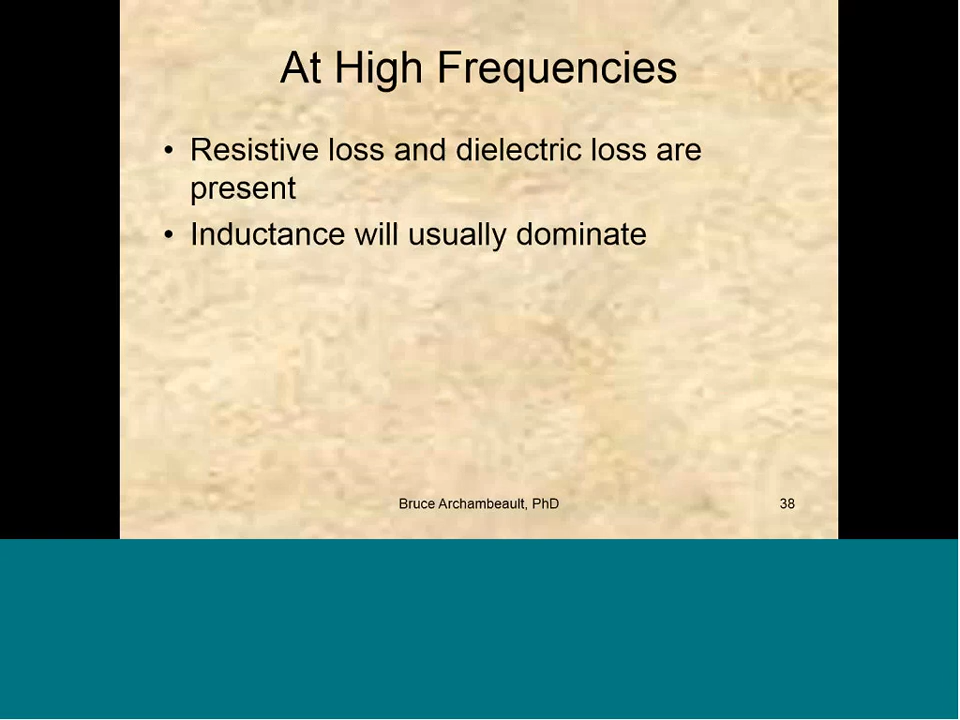 At High Frequencies
• Resistive loss and dielectric loss are
present
• Inductance will usually dominate
Bruce Archambeault, PhD
38